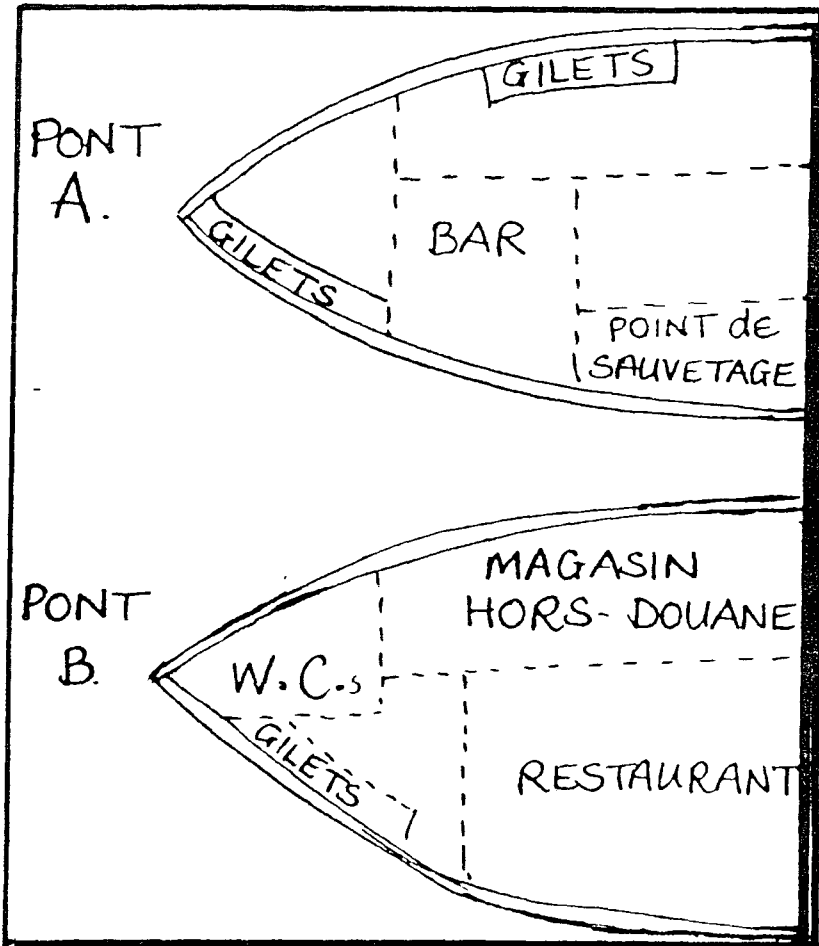 PONT
A.
GILETS
GILETS
BAR
POINT de
SAUVETAGE
PONT
B.
MAGASIN
HORS-DOUANE
W.C.s
GILETS
RESTAURANT